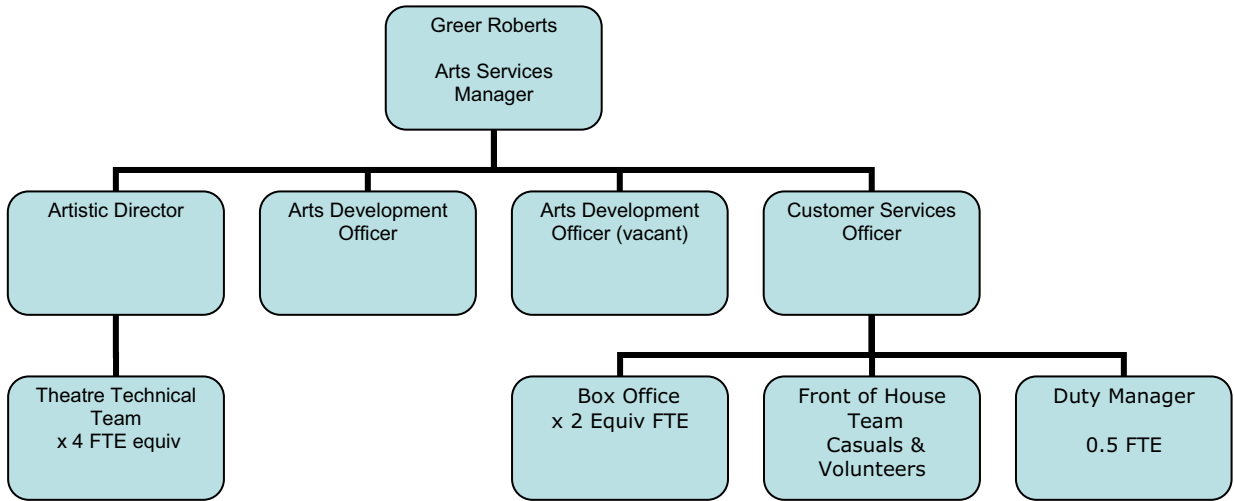 Greer Roberts
Arts Services
Manager
Artistic Director
Arts Development
Officer
Arts Development
Officer (vacant)
Customer Services
Officer
Theatre Technical
Team
x 4 FTE equiv
Box Office
x 2 Equiv FTE
Front of House
Team
Casuals &
Volunteers
Duty Manager
0.5 FTE